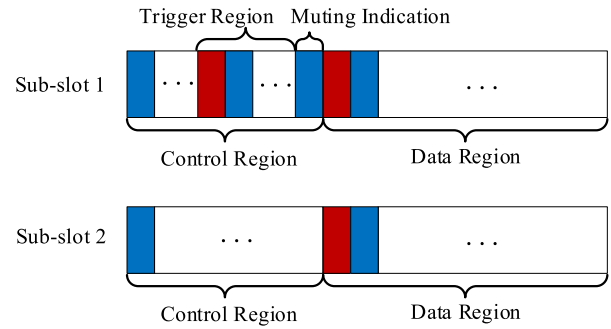 Trigger Region Muting Indication
Sub-slot 1
. . .
. . .
. . .
Control Region
Data Region
Sub-slot 2
. . .
. . .
Control Region
Data Region